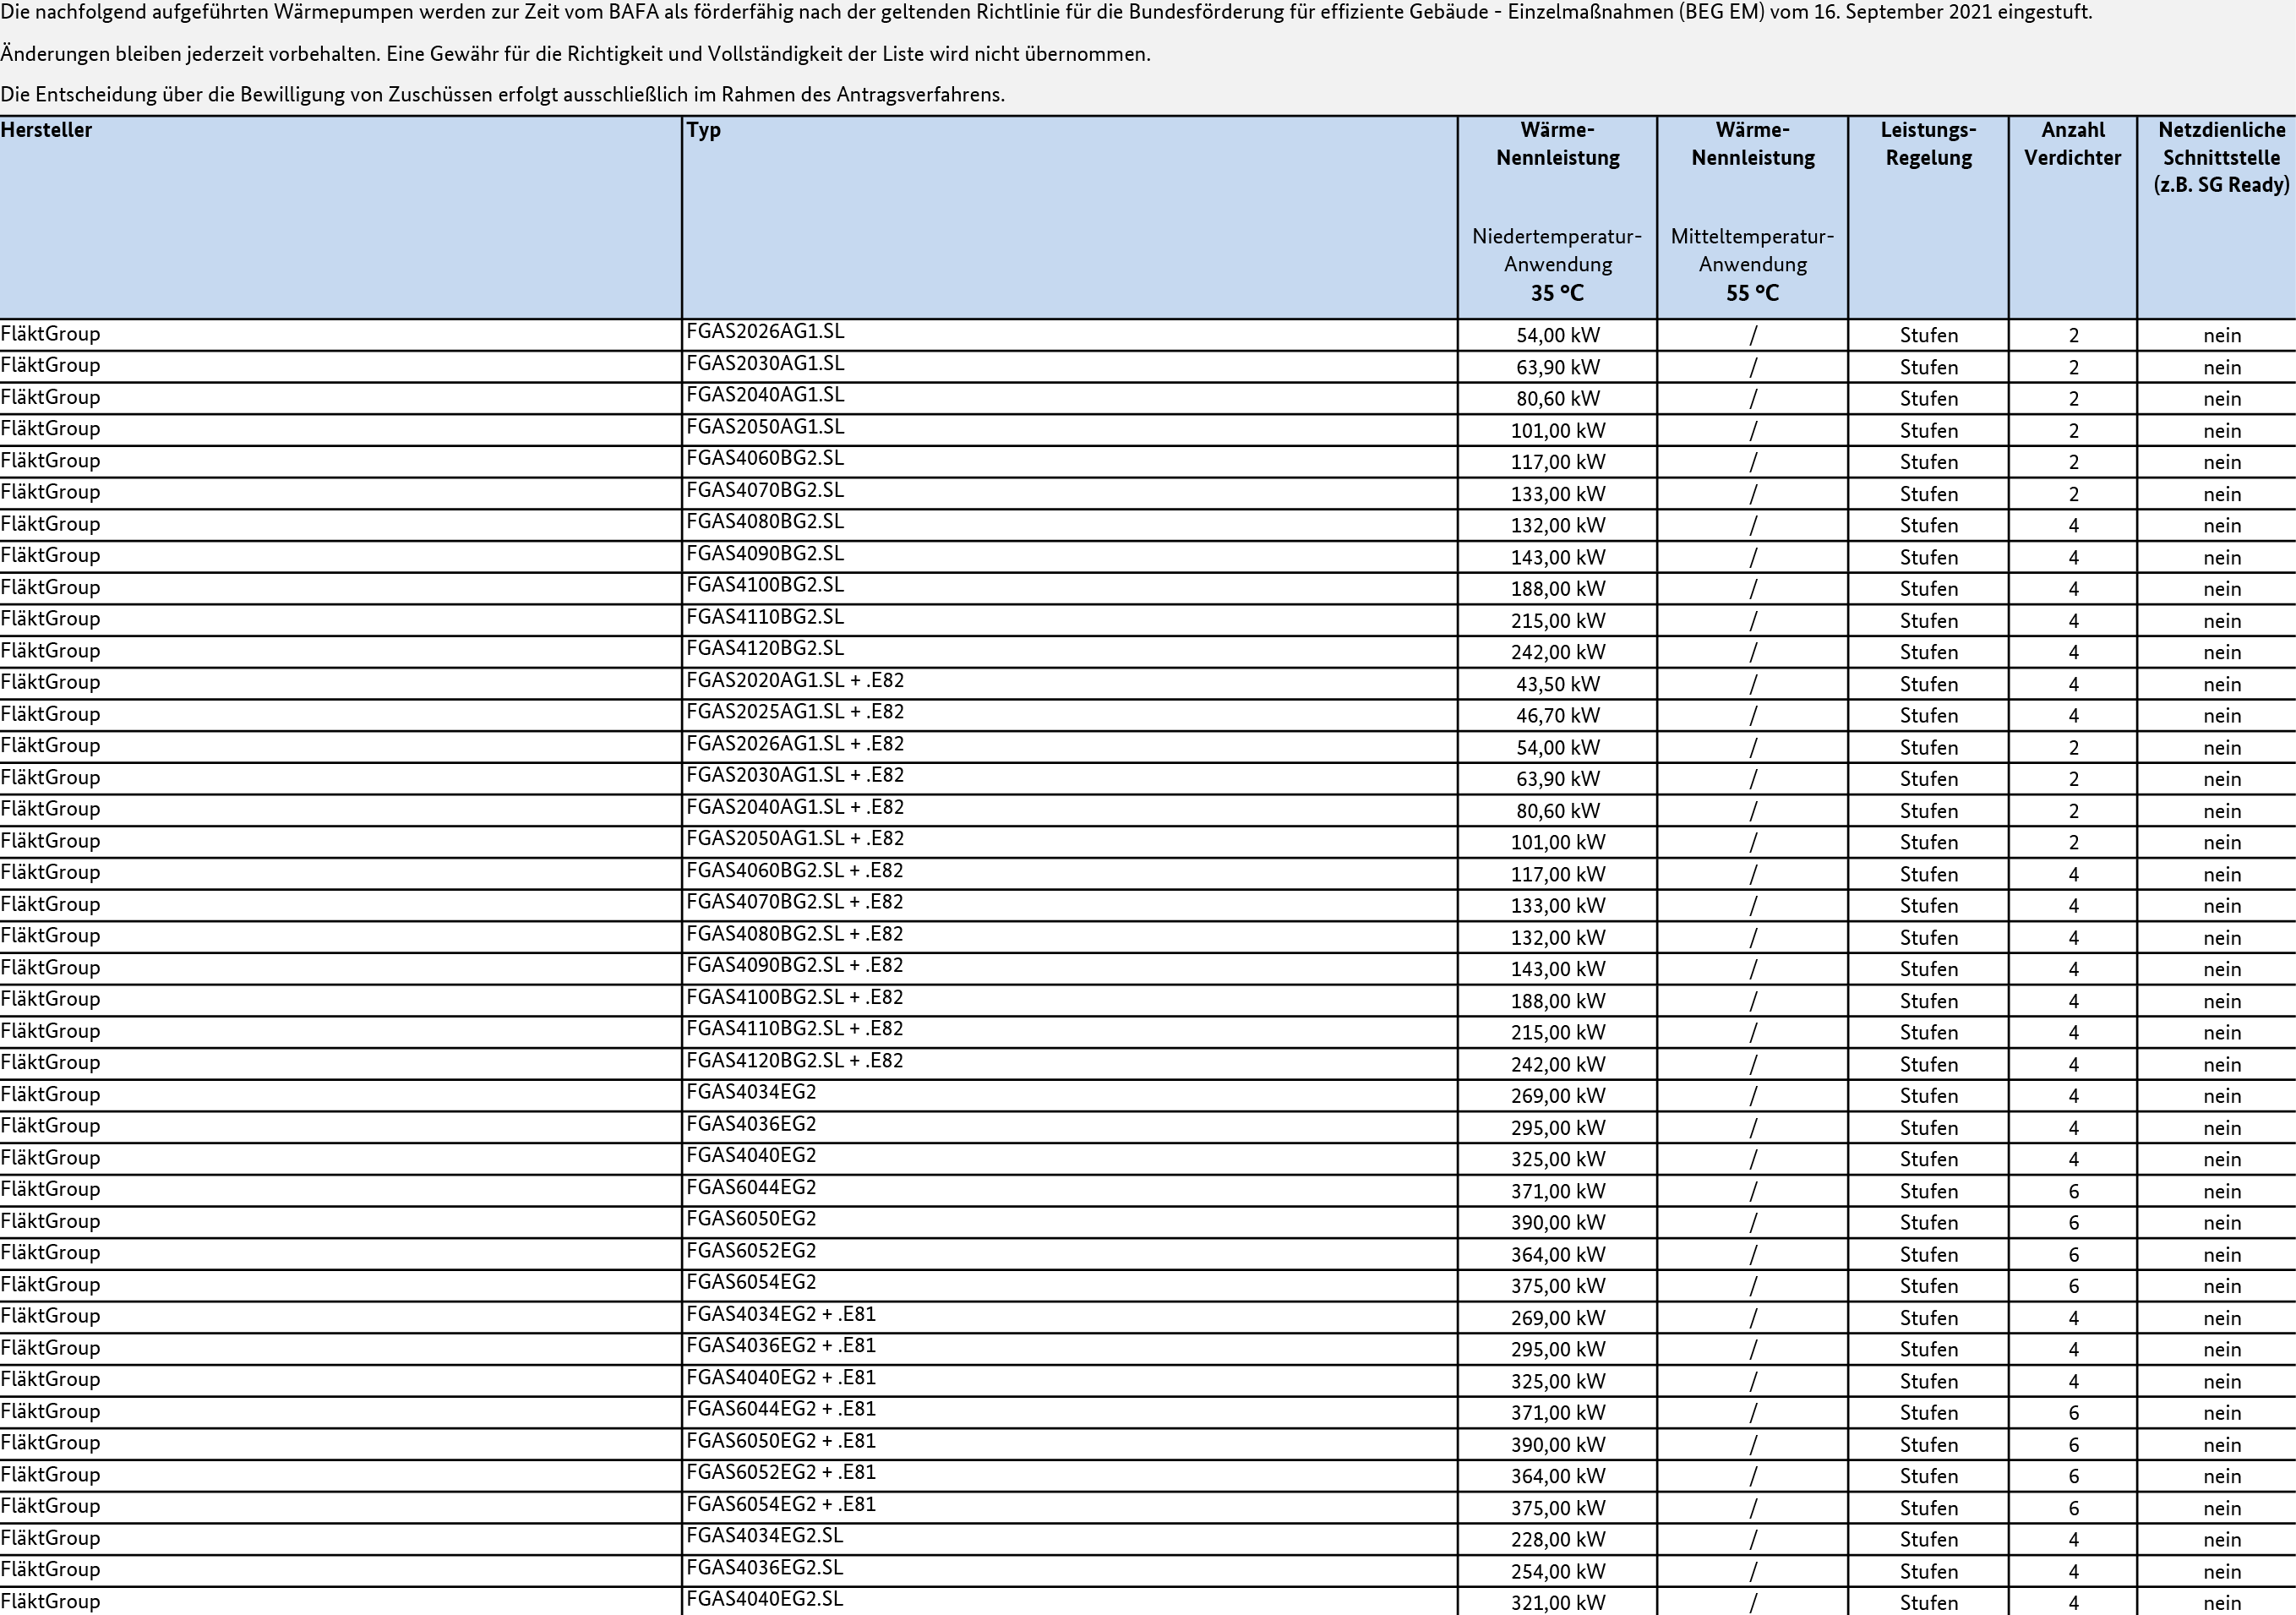 Die nachfolgend aufgeführten Wärmepumpen werden zur Zeit vom BAFA als förderfähig nach der geltenden Richtlinie für die Bundesförderung für effiziente Gebäude - Einzelmaßnahmen (BEG EM) vom 16. September 2021 eingestuft.
Änderungen bleiben jederzeit vorbehalten. Eine Gewähr für die Richtigkeit und Vollständigkeit der Liste wird nicht übernommen.
Die Entscheidung über die Bewilligung von Zuschüssen erfolgt ausschließlich im Rahmen des Antragsverfahrens.
Hersteller Typ Wärme- Wärme- Leistungs- Anzahl Netzdienliche
Nennleistung Nennleistung Regelung Verdichter Schnittstelle
(z.B. SG Ready)
Niedertemperatur- Mitteltemperatur-
Anwendung Anwendung
35 °C 55 °C
FläktGroup FGAS2026AG1.SL 54,00 kW / Stufen 2 nein
FläktGroup FGAS2030AG1.SL 63,90 kW / Stufen 2 nein
FläktGroup FGAS2040AG1.SL 80,60 kW / Stufen 2 nein
FläktGroup FGAS2050AG1.SL 101,00 kW / Stufen 2 nein
FläktGroup FGAS4060BG2.SL 117,00 kW / Stufen 2 nein
FläktGroup FGAS4070BG2.SL 133,00 kW / Stufen 2 nein
FläktGroup FGAS4080BG2.SL 132,00 kW / Stufen 4 nein
FläktGroup FGAS4090BG2.SL 143,00 kW / Stufen 4 nein
FläktGroup FGAS4100BG2.SL 188,00 kW / Stufen 4 nein
FläktGroup FGAS4110BG2.SL 215,00 kW / Stufen 4 nein
FläktGroup FGAS4120BG2.SL 242,00 kW / Stufen 4 nein
FläktGroup FGAS2020AG1.SL + .E82 43,50 kW / Stufen 4 nein
FläktGroup FGAS2025AG1.SL + .E82 46,70 kW / Stufen 4 nein
FläktGroup FGAS2026AG1.SL + .E82 54,00 kW / Stufen 2 nein
FläktGroup FGAS2030AG1.SL + .E82 63,90 kW / Stufen 2 nein
FläktGroup FGAS2040AG1.SL + .E82 80,60 kW / Stufen 2 nein
FläktGroup FGAS2050AG1.SL + .E82 101,00 kW / Stufen 2 nein
FläktGroup FGAS4060BG2.SL + .E82 117,00 kW / Stufen 4 nein
FläktGroup FGAS4070BG2.SL + .E82 133,00 kW / Stufen 4 nein
FläktGroup FGAS4080BG2.SL + .E82 132,00 kW / Stufen 4 nein
FläktGroup FGAS4090BG2.SL + .E82 143,00 kW / Stufen 4 nein
FläktGroup FGAS4100BG2.SL + .E82 188,00 kW / Stufen 4 nein
FläktGroup FGAS4110BG2.SL + .E82 215,00 kW / Stufen 4 nein
FläktGroup FGAS4120BG2.SL + .E82 242,00 kW / Stufen 4 nein
FläktGroup FGAS4034EG2 269,00 kW / Stufen 4 nein
FläktGroup FGAS4036EG2 295,00 kW / Stufen 4 nein
FläktGroup FGAS4040EG2 325,00 kW / Stufen 4 nein
FläktGroup FGAS6044EG2 371,00 kW / Stufen 6 nein
FläktGroup FGAS6050EG2 390,00 kW / Stufen 6 nein
FläktGroup FGAS6052EG2 364,00 kW / Stufen 6 nein
FläktGroup FGAS6054EG2 375,00 kW / Stufen 6 nein
FläktGroup FGAS4034EG2 + .E81 269,00 kW / Stufen 4 nein
FläktGroup FGAS4036EG2 + .E81 295,00 kW / Stufen 4 nein
FläktGroup FGAS4040EG2 + .E81 325,00 kW / Stufen 4 nein
FläktGroup FGAS6044EG2 + .E81 371,00 kW / Stufen 6 nein
FläktGroup FGAS6050EG2 + .E81 390,00 kW / Stufen 6 nein
FläktGroup FGAS6052EG2 + .E81 364,00 kW / Stufen 6 nein
FläktGroup FGAS6054EG2 + .E81 375,00 kW / Stufen 6 nein
FläktGroup FGAS4034EG2.SL 228,00 kW / Stufen 4 nein
FläktGroup FGAS4036EG2.SL 254,00 kW / Stufen 4 nein
FläktGroup FGAS4040EG2.SL 321,00 kW / Stufen 4 nein